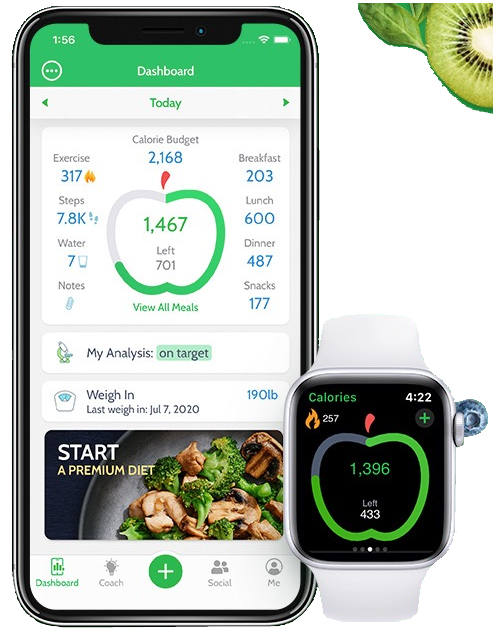 1:56
Dashboard
Today
Calorie Budget
2,168
Exercise
317
Breakfast
203
Steps
7.8K
Lunch
600
1,467
Left
701
Water
7
Dinner
487
Notes
Snacks
177
View All Meals
My Analysis: on target
Weigh In
190lb
Last weigh in: Jul 7, 2020
START
A PREMIUM DIET
Dashboard
Coach
Social
Me
Calories
4:22
257
1,396
Left
433